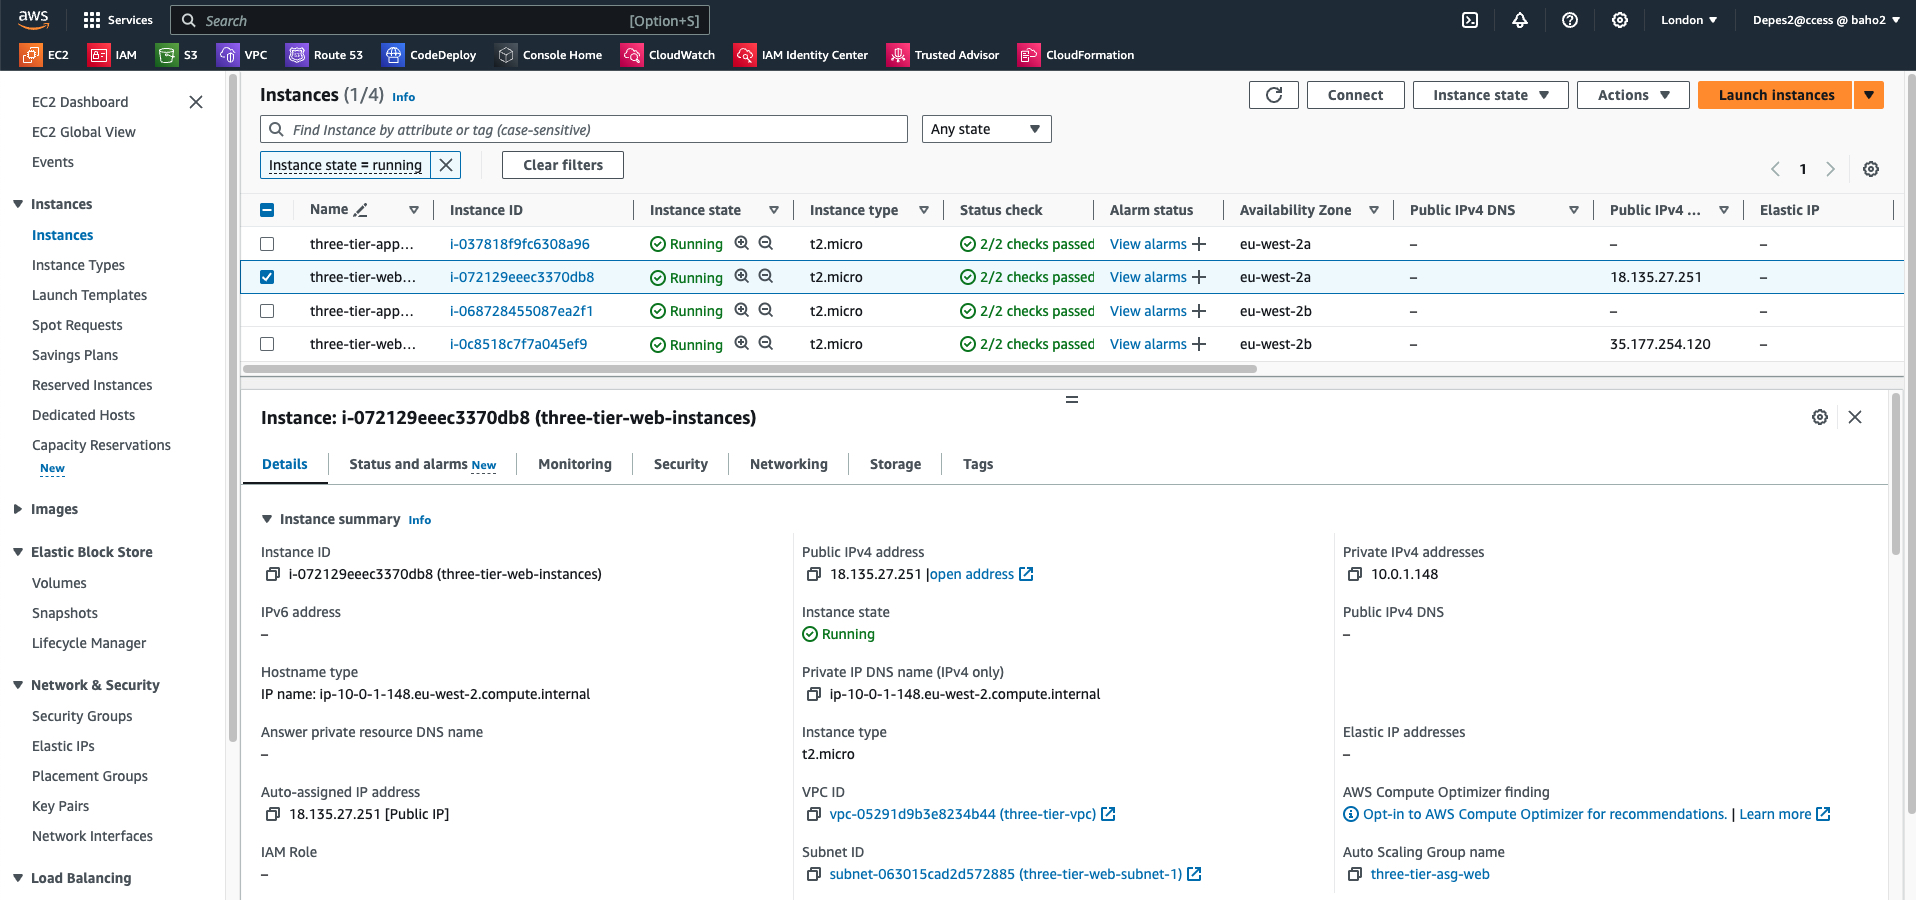 aws Services Search [Option+S] London Depes2@ccess @ baho2
EC2 IAM S3 VPC Route 53 CodeDeploy Console Home CloudWatch IAM Identity Center Trusted Advisor CloudFormation
EC2 Dashboard
EC2 Global View
Events
Instances
Instances
Instance Types
Launch Templates
Spot Requests
Savings Plans
Reserved Instances
Dedicated Hosts
Capacity Reservations
New
Images
Elastic Block Store
Volumes
Snapshots
Lifecycle Manager
Network & Security
Security Groups
Elastic IPs
Placement Groups
Key Pairs
Network Interfaces
Load Balancing
Instances (1/4) Info Connect Instance state Actions Launch instances
Find Instance by attribute or tag (case-sensitive) Any state
Instance state = running Clear filters 1
Name Instance ID Instance state Instance type Status check Alarm status Availability Zone Public IPv4 DNS Public IPv4 ... Elastic IP
three-tier-app... i-037818f9fc6308a96 Running t2.micro 2/2 checks passed View alarms + eu-west-2a – – –
three-tier-web... i-072129eeec3370db8 Running t2.micro 2/2 checks passed View alarms + eu-west-2a – 18.135.27.251 –
three-tier-app... i-068728455087ea2f1 Running t2.micro 2/2 checks passed View alarms + eu-west-2b – – –
three-tier-web... i-0c8518c7f7a045ef9 Running t2.micro 2/2 checks passed View alarms + eu-west-2b – 35.177.254.120 –
Instance: i-072129eeec3370db8 (three-tier-web-instances)
Details Status and alarms New Monitoring Security Networking Storage Tags
Instance summary Info
Instance ID
i-072129eeec3370db8 (three-tier-web-instances)
Public IPv4 address
18.135.27.251 |open address
Private IPv4 addresses
10.0.1.148
IPv6 address
–
Instance state
Running
Public IPv4 DNS
–
Hostname type
IP name: ip-10-0-1-148.eu-west-2.compute.internal
Private IP DNS name (IPv4 only)
ip-10-0-1-148.eu-west-2.compute.internal
Answer private resource DNS name
–
Instance type
t2.micro
Elastic IP addresses
–
Auto-assigned IP address
18.135.27.251 [Public IP]
VPC ID
vpc-05291d9b3e8234b44 (three-tier-vpc)
AWS Compute Optimizer finding
Opt-in to AWS Compute Optimizer for recommendations. | Learn more
IAM Role
–
Subnet ID
subnet-063015cad2d572885 (three-tier-web-subnet-1)
Auto Scaling Group name
three-tier-asg-web